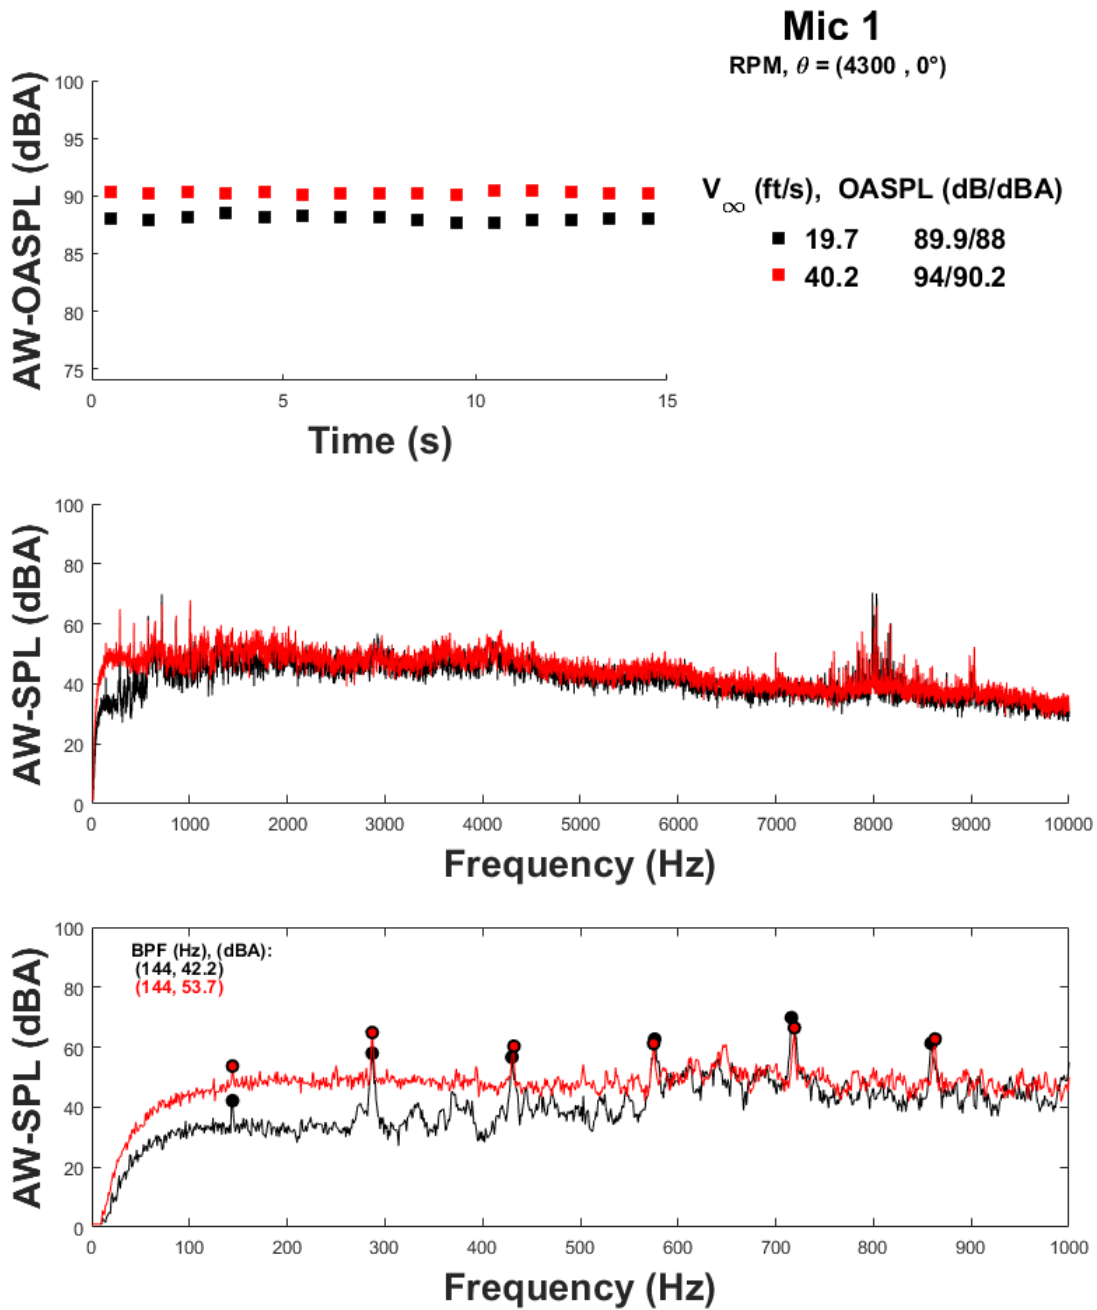 Mic 1
RPM, θ = (4300 , 0°)
AW-OASPL (dBA)
100
95
90
85
80
75
0 5 10 15
Time (s)
V∞ (ft/s), OASPL (dB/dBA)
19.7 89.9/88
40.2 94/90.2
AW-SPL (dBA)
100
80
60
40
20
0
0 1000 2000 3000 4000 5000 6000 7000 8000 9000 10000
Frequency (Hz)
AW-SPL (dBA)
100
80
60
40
20
0
BPF (Hz), (dBA):
(144, 42.2)
(144, 53.7)
0 100 200 300 400 500 600 700 800 900 1000
Frequency (Hz)